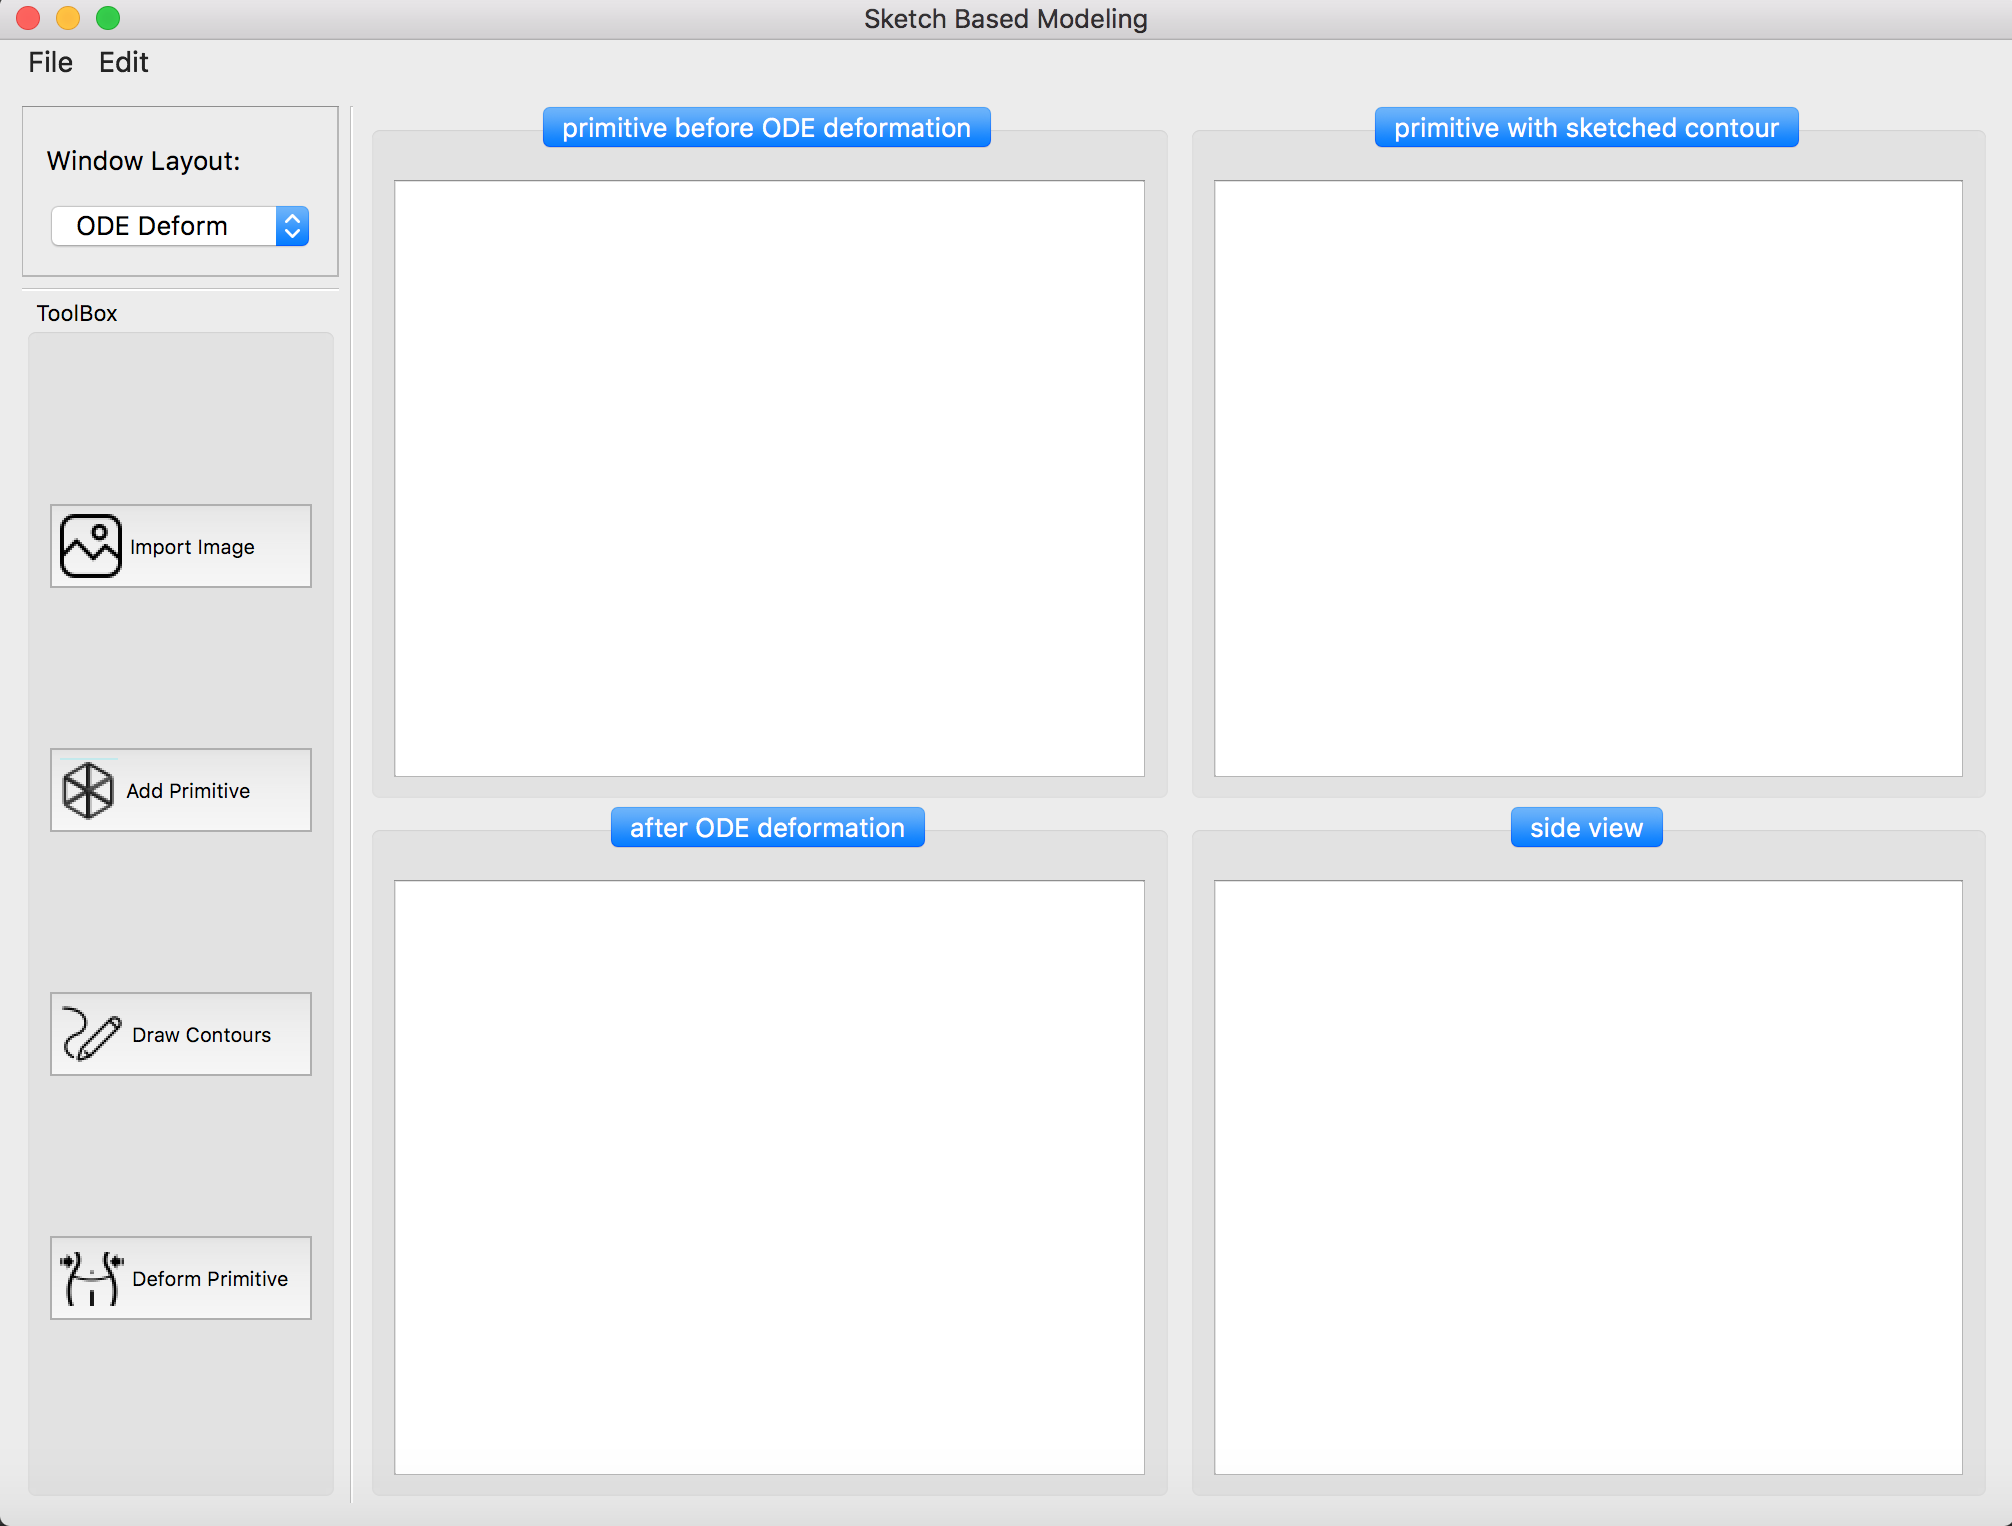 Sketch Based Modeling
File Edit
Window Layout:
ODE Deform
ToolBox
Import Image
Add Primitive
Draw Contours
Deform Primitive
primitive before ODE deformation
primitive with sketched contour
after ODE deformation
side view